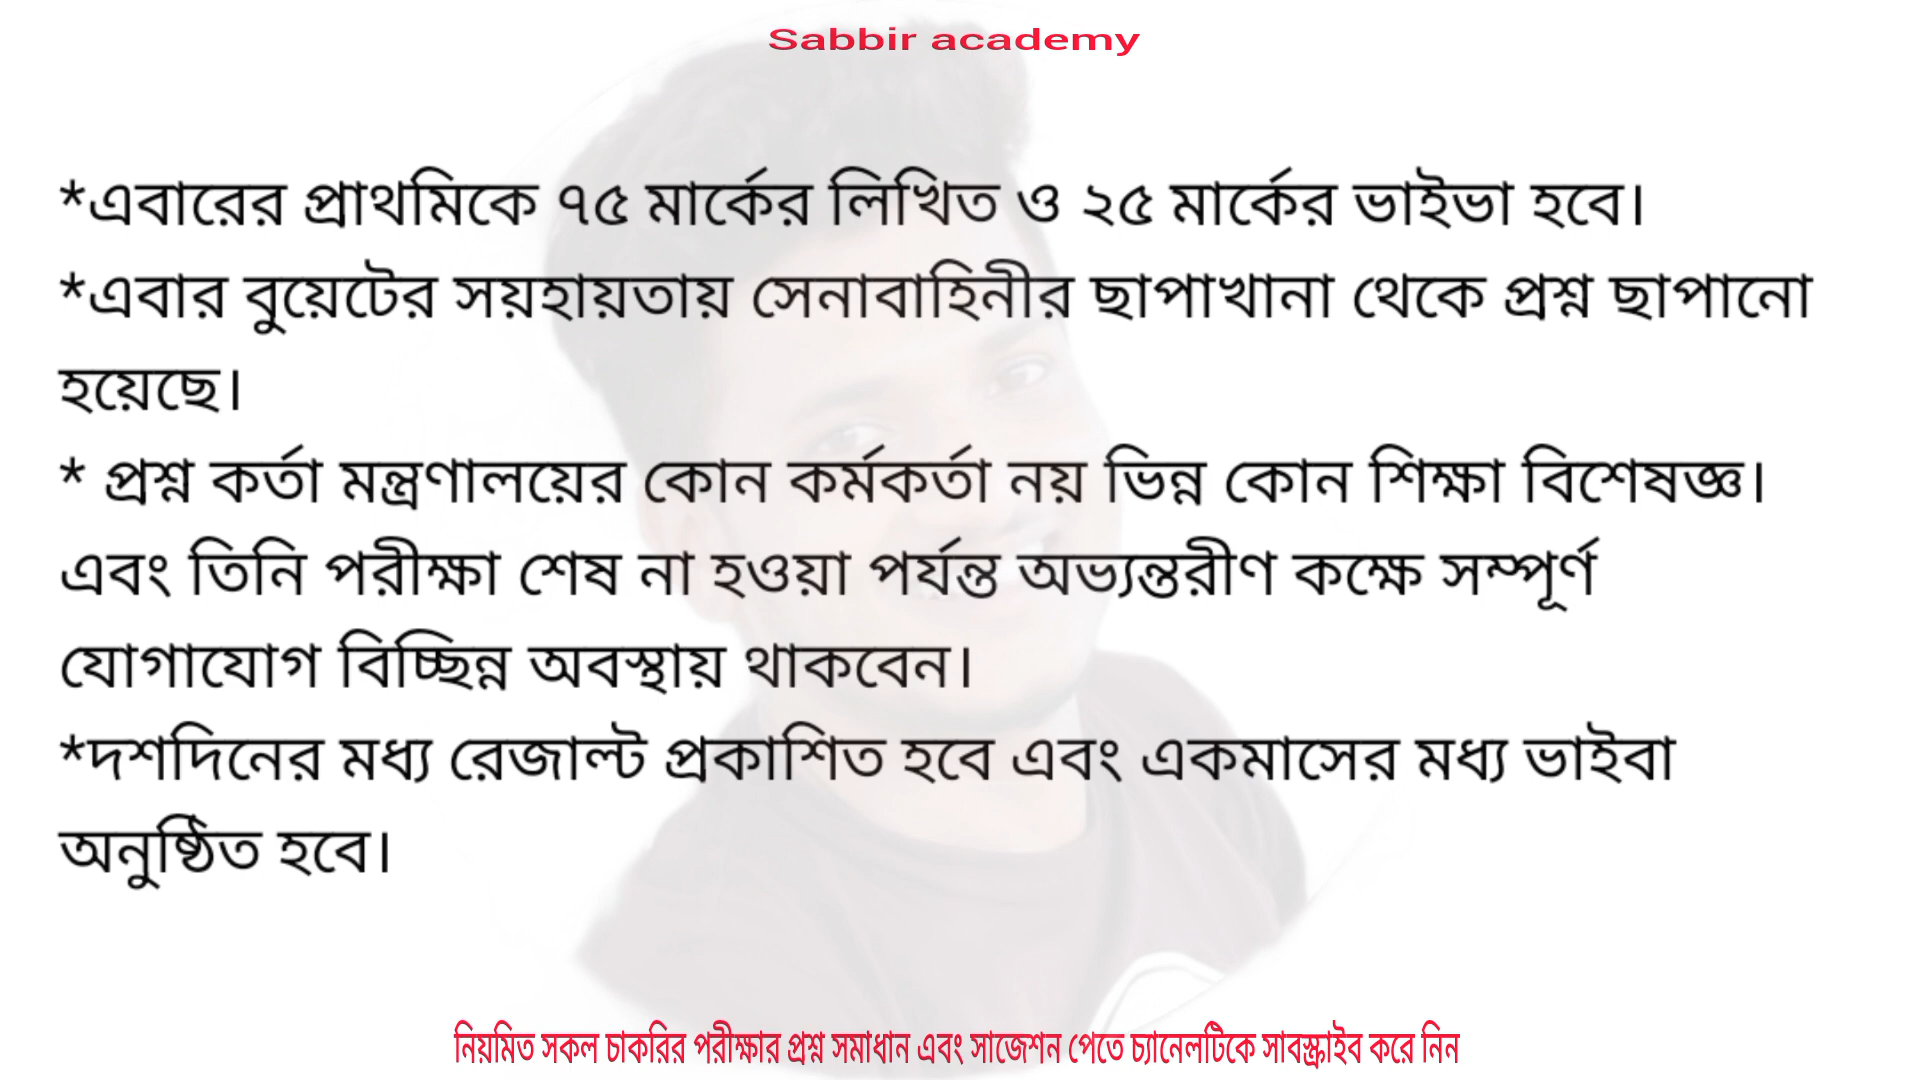 Sabbir academy
*এবারের প্রাথমিকে ৭৫ মার্কের লিখিত ও ২৫ মার্কের ভাইভা হবে।
*এবার বুয়েটের সয়হায়তায় সেনাবাহিনীর ছাপাখানা থেকে প্রশ্ন ছাপানো
হয়েছে।
* প্রশ্ন কর্তা মন্ত্রণালয়ের কোন কর্মকর্তা নয় ভিন্ন কোন শিক্ষা বিশেষজ্ঞ।
এবং তিনি পরীক্ষা শেষ না হওয়া পর্যন্ত অভ্যন্তরীণ কক্ষে সম্পূর্ণ
যোগাযোগ বিচ্ছিন্ন অবস্থায় থাকবেন।
*দশদিনের মধ্য রেজাল্ট প্রকাশিত হবে এবং একমাসের মধ্য ভাইবা
অনুষ্ঠিত হবে।
নিয়মিত সকল চাকরির পরীক্ষার প্রশ্ন সমাধান এবং সাজেশন পেতে চ্যানেলটিকে সাবস্ক্রাইব করে নিন